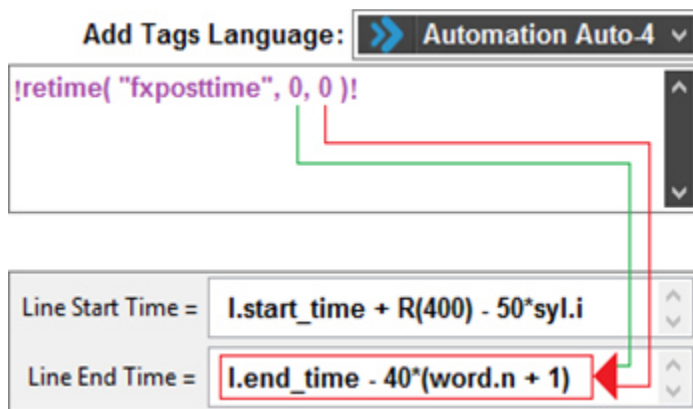 Add Tags Language: Automation Auto-4
!retime( "fxposttime", 0, 0 )!
Line Start Time = l.start_time + R(400) - 50*syl.i
Line End Time = l.end_time - 40*(word.n + 1)